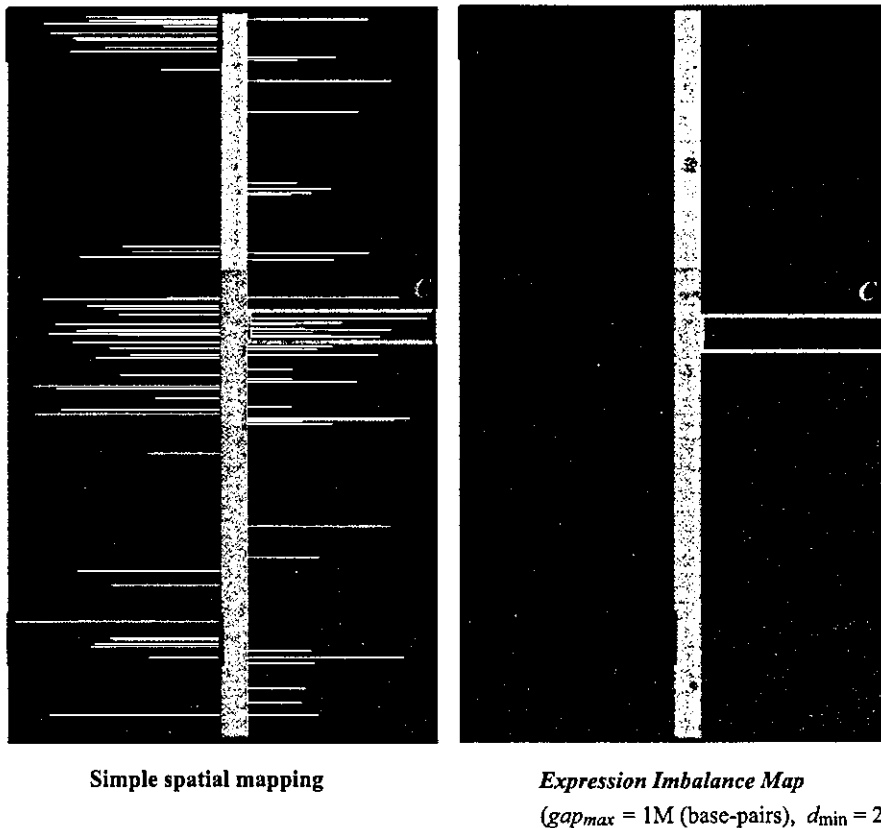 C
C
Simple spatial mapping
Expression Imbalance Map
(gapmax = 1M (base-pairs), dmin = 2